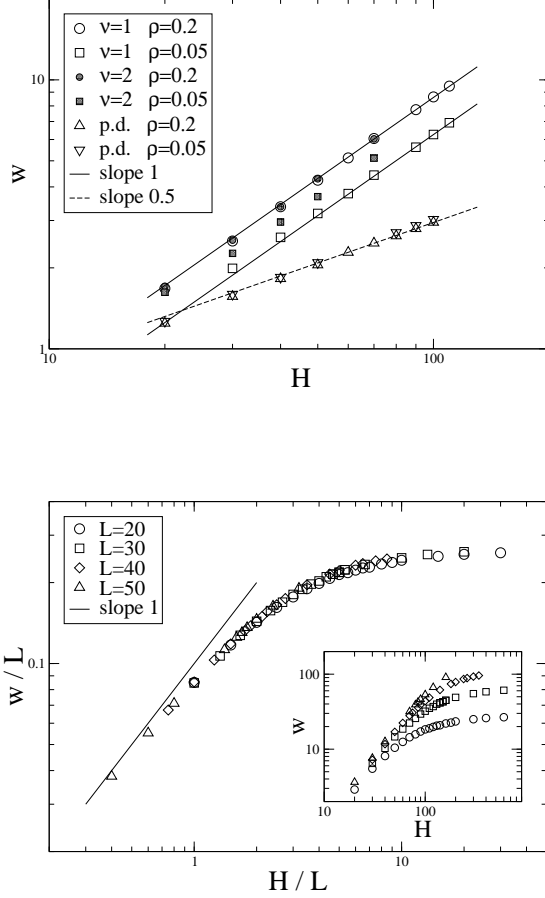 10
w
1
ν=1 ρ=0.2
ν=1 ρ=0.05
ν=2 ρ=0.2
ν=2 ρ=0.05
p.d. ρ=0.2
p.d. ρ=0.05
slope 1
slope 0.5
10 100
H
w / L
0.1
L=20
L=30
L=40
L=50
slope 1
100
w
10
10 100
H
1 10
H / L